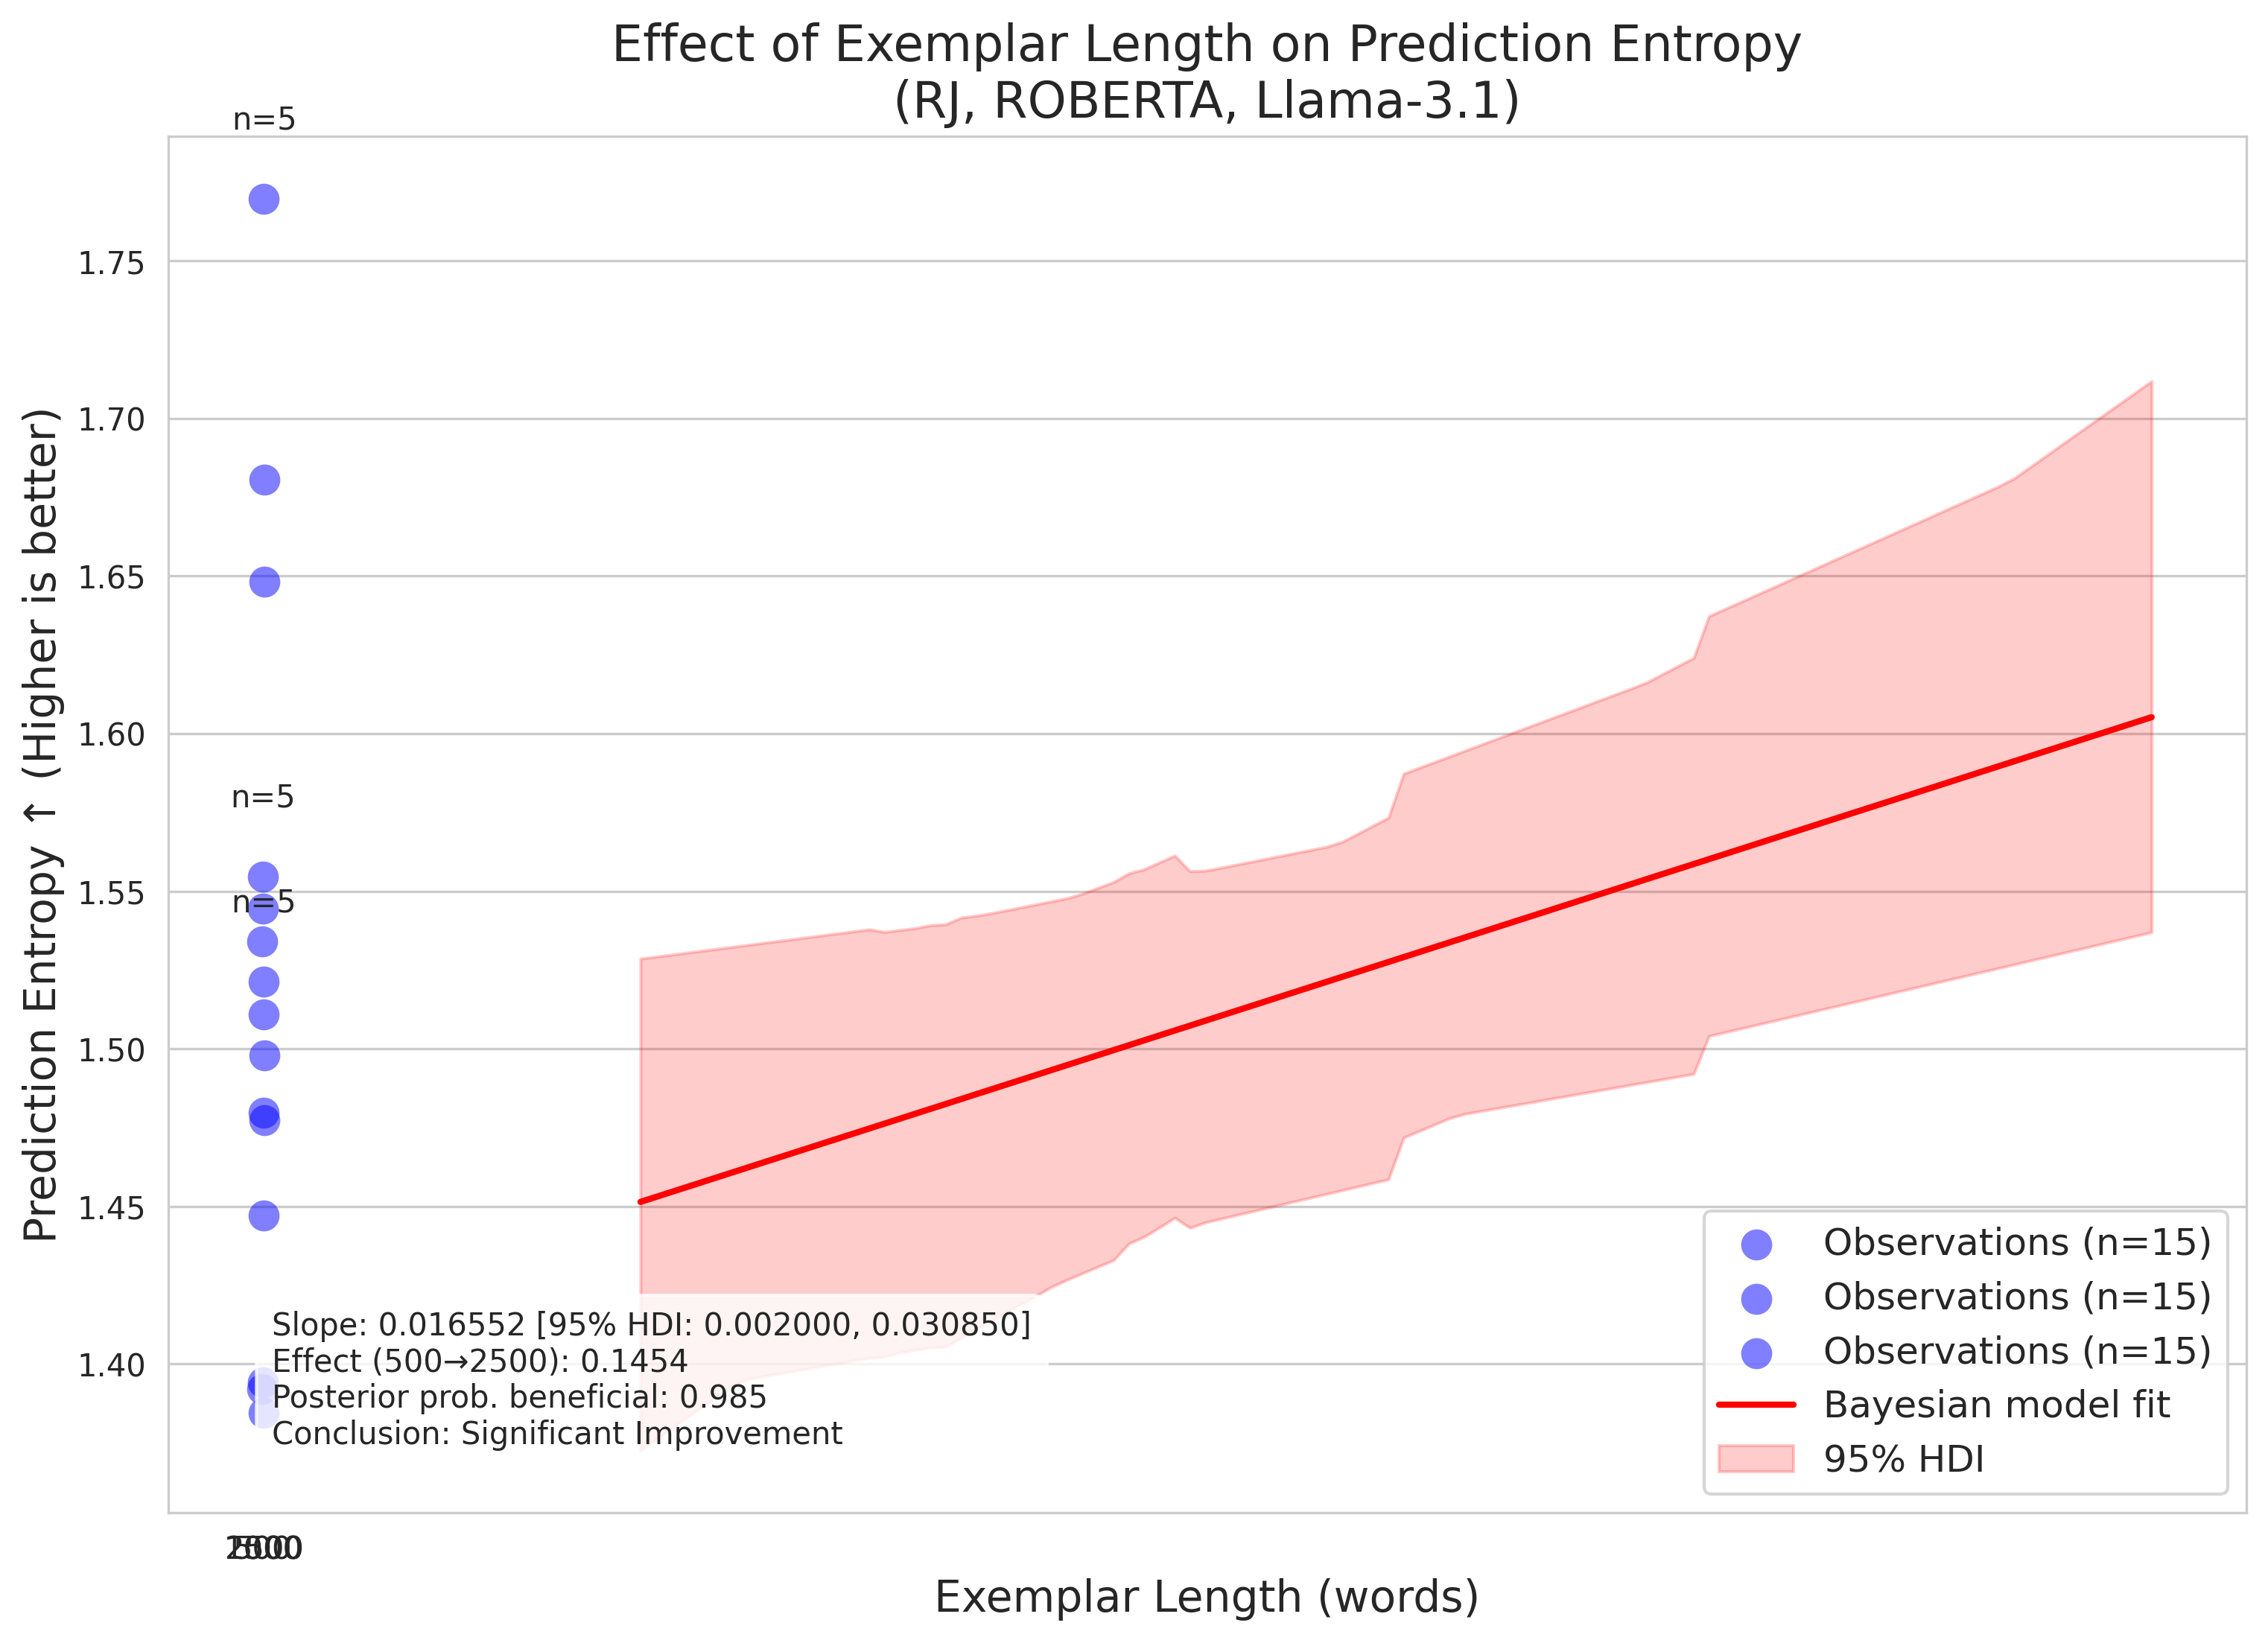 Effect of Exemplar Length on Prediction Entropy
(RJ, ROBERTA, Llama-3.1)
n=5
1.75
1.70
1.65
1.60
n=5
1.55
n=5
1.50
1.45
1.40
Prediction Entropy ↑ (Higher is better)
Slope: 0.016552 [95% HDI: 0.002000, 0.030850]
Effect (500→2500): 0.1454
Posterior prob. beneficial: 0.985
Conclusion: Significant Improvement
Observations (n=15)
Observations (n=15)
Observations (n=15)
Bayesian model fit
95% HDI
Exemplar Length (words)